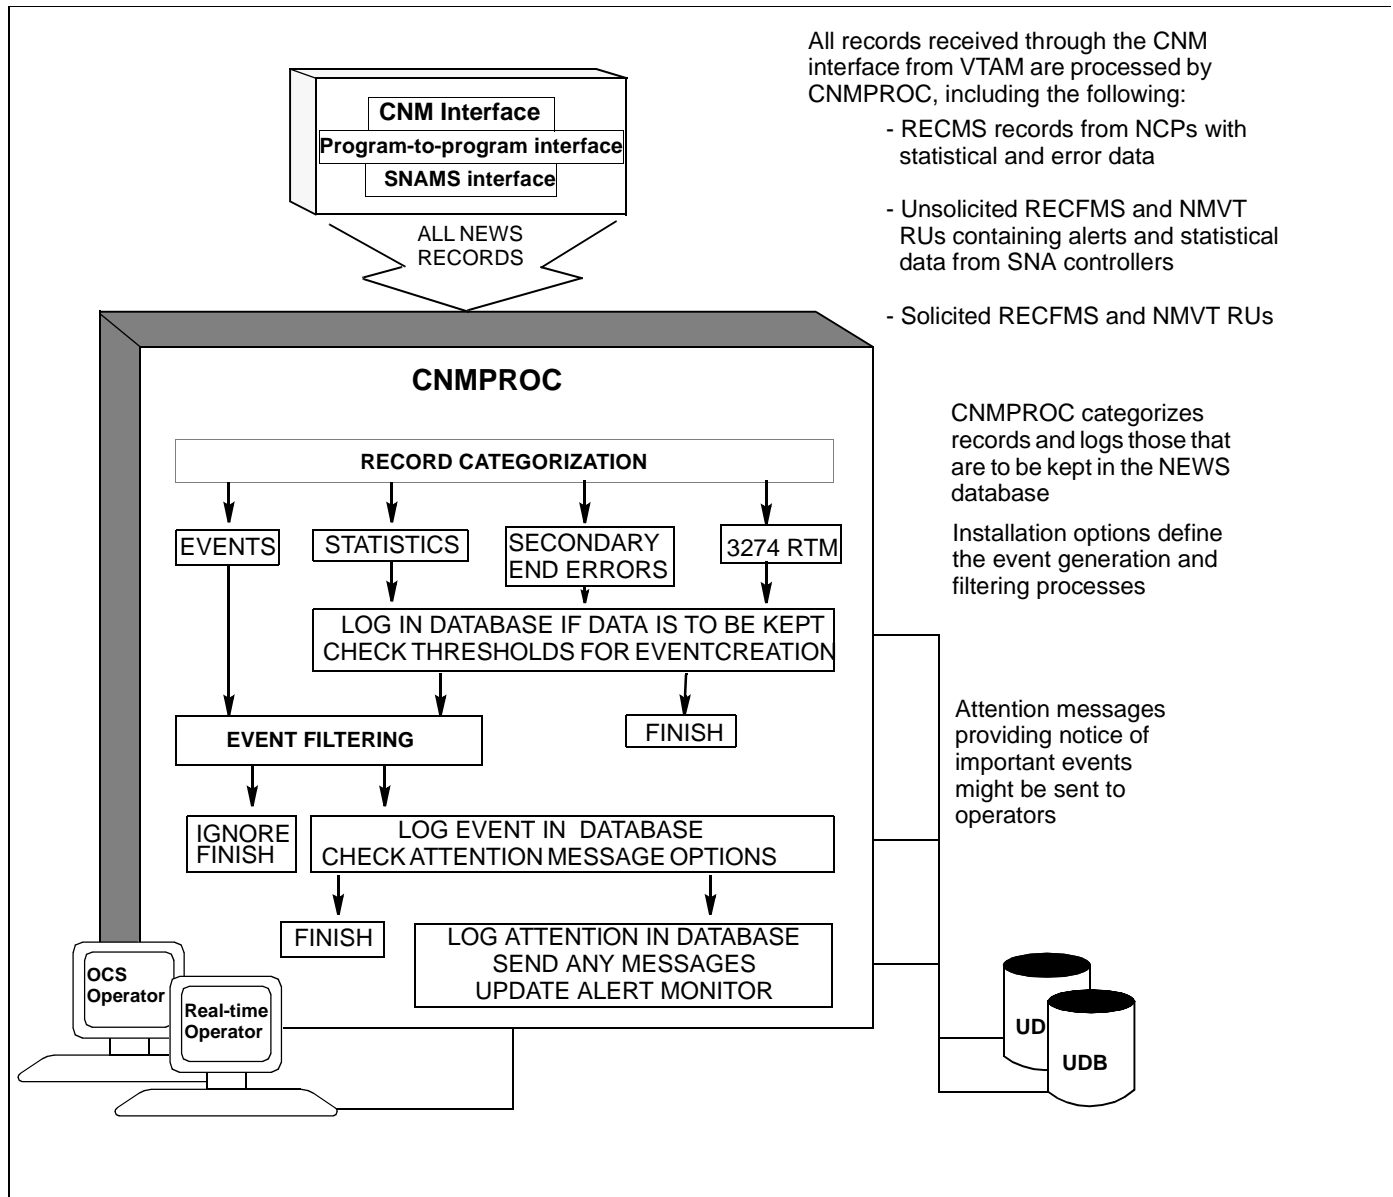 All records received through the CNM
interface from VTAM are processed by
CNMPROC, including the following:
- RECMS records from NCPs with
statistical and error data
- Unsolicited RECFMS and NMVT
RUs containing alerts and statistical
data from SNA controllers
- Solicited RECFMS and NMVT RUs
CNM Interface
Program-to-program interface
SNAMS interface
ALL NEWS
RECORDS
CNMPROC
CNMPROC categorizes
records and logs those that
are to be kept in the NEWS
database
Installation options define
the event generation and
filtering processes
RECORD CATEGORIZATION
EVENTS
STATISTICS
SECONDARY
END ERRORS
3274 RTM
LOG IN DATABASE IF DATA IS TO BE KEPT
CHECK THRESHOLDS FOR EVENTCREATION
EVENT FILTERING
FINISH
Attention messages
providing notice of
important events
might be sent to
operators
IGNORE
FINISH
LOG EVENT IN DATABASE
CHECK ATTENTION MESSAGE OPTIONS
FINISH
LOG ATTENTION IN DATABASE
SEND ANY MESSAGES
UPDATE ALERT MONITOR
OCS
Operator
Real-time
Operator
UD
UDB